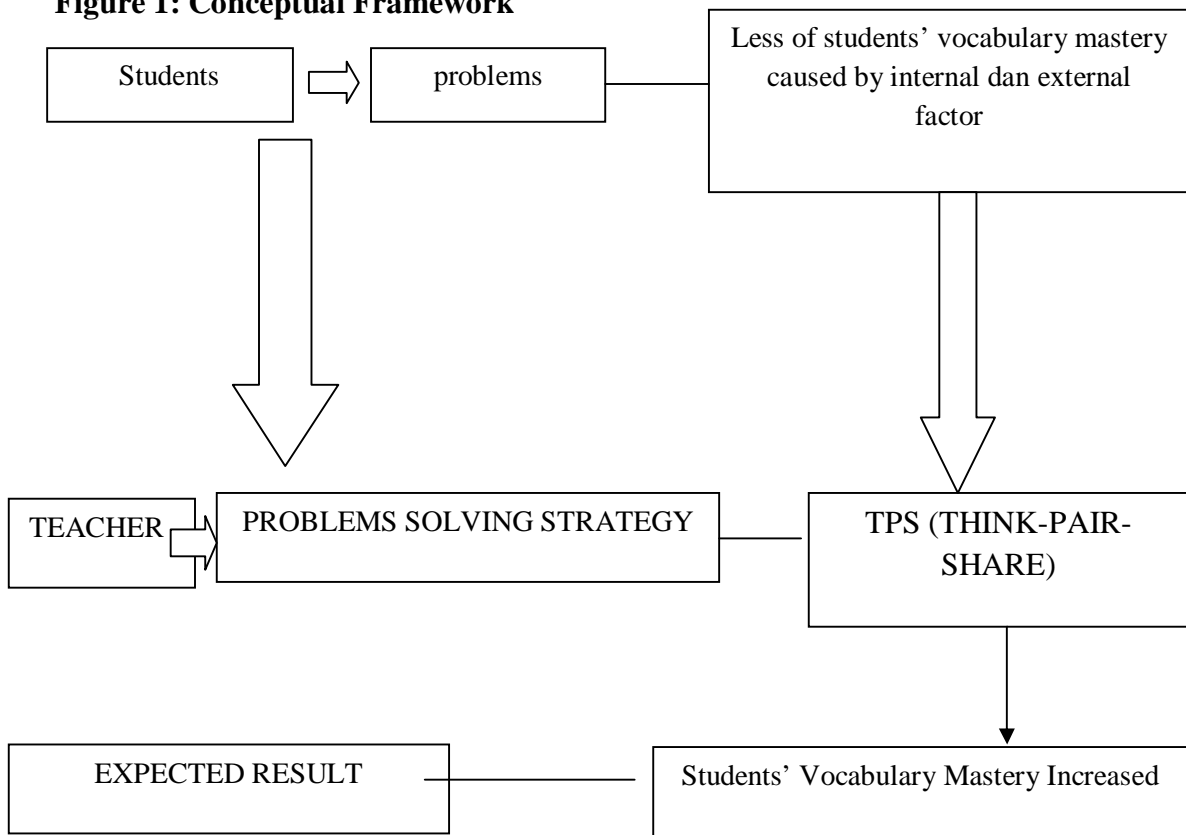 Figure 1: Conceptual Framework
Students
problems
Less of students’ vocabulary mastery
caused by internal dan external
factor
TEACHER
PROBLEMS SOLVING STRATEGY
TPS (THINK-PAIR-
SHARE)
EXPECTED RESULT
Students’ Vocabulary Mastery Increased